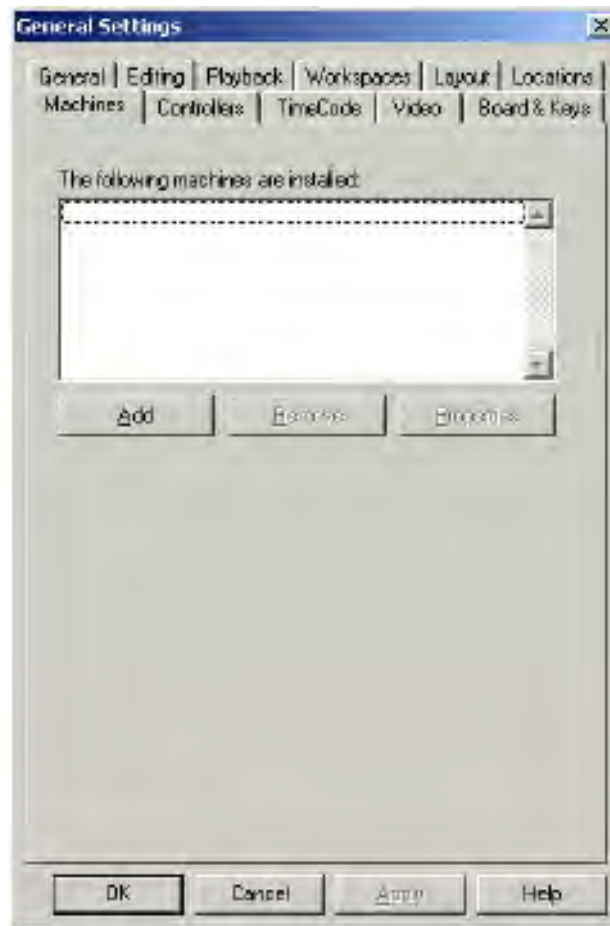 General Settings
General Editing Playback Workspaces Layout Locations
Machines Controllers TimeCode Video Board & Keys
The following machines are installed:
Add Remove Properties
OK Cancel Apply Help